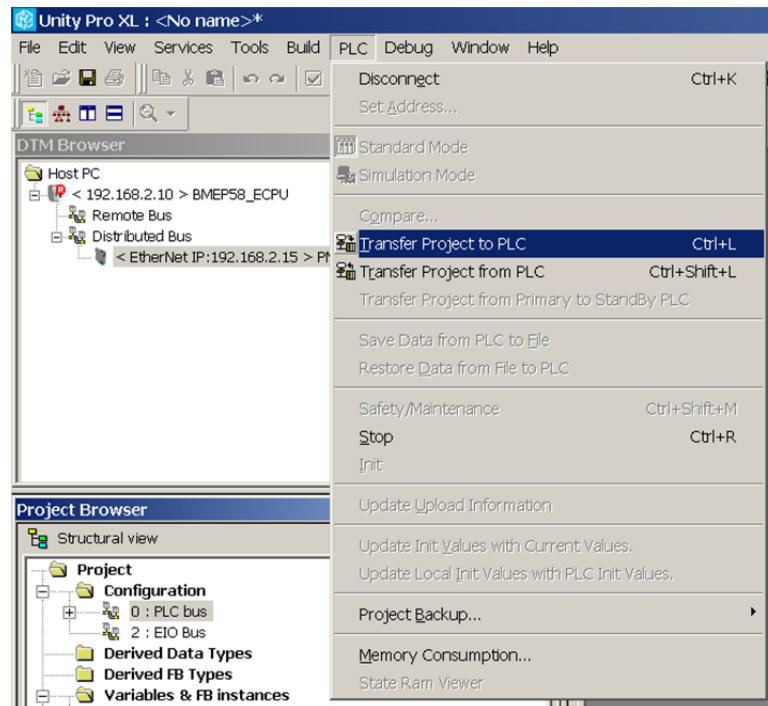 Unity Pro XL : <No name>*
File Edit View Services Tools Build PLC Debug Window Help
DTM Browser
Host PC
< 192.168.2.10 > BMEP58_ECPU
Remote Bus
Distributed Bus
< EtherNet IP:192.168.2.15 >
Disconnect Ctrl+K
Set Address...
Standard Mode
Simulation Mode
Compare...
Transfer Project to PLC Ctrl+L
Transfer Project from PLC Ctrl+Shift+L
Transfer Project from Primary to StandBy PLC
Save Data from PLC to File
Restore Data from File to PLC
Safety/Maintenance Ctrl+Shift+M
Stop Ctrl+R
Init
Update Upload Information
Update Init Values with Current Values.
Update Local Init Values with PLC Init Values.
Project Backup...
Memory Consumption...
State Ram Viewer
Project Browser
Structural view
Project
Configuration
0 : PLC bus
2 : EIO Bus
Derived Data Types
Derived FB Types
Variables & FB instances